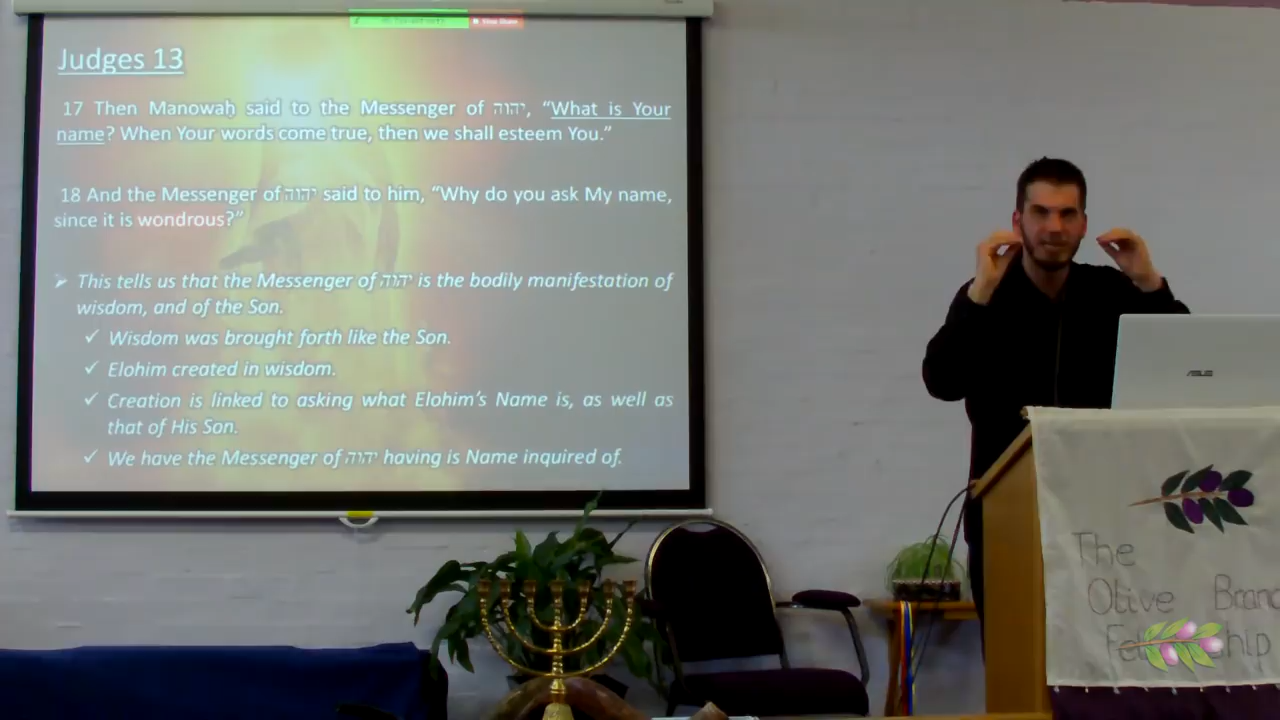 Stop Share
Judges 13
17 Then Manowaḥ said to the Messenger of יהוה, “What is Your
name? When Your words come true, then we shall esteem You.”
18 And the Messenger of יהוה said to him, “Why do you ask My name,
since it is wondrous?”
➢ This tells us that the Messenger of יהוה is the bodily manifestation of
wisdom, and of the Son.
✓ Wisdom was brought forth like the Son.
✓ Elohim created in wisdom.
✓ Creation is linked to asking what Elohim’s Name is, as well as
that of His Son.
✓ We have the Messenger of יהוה having is Name inquired of.
ASUS
The
Olive Branc